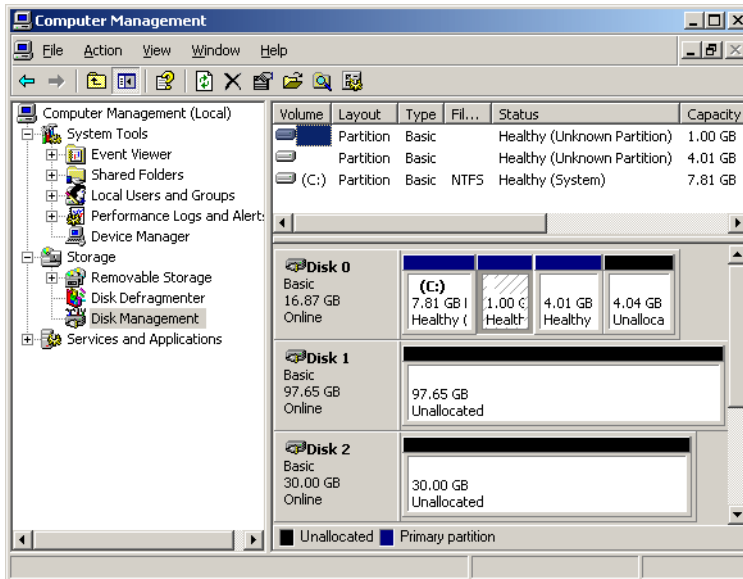 Computer Management
File Action View Window Help
Computer Management (Local)
System Tools
Event Viewer
Shared Folders
Local Users and Groups
Performance Logs and Alert:
Device Manager
Storage
Removable Storage
Disk Defragmenter
Disk Management
Services and Applications
Volume Layout Type Fil... Status Capacity
Partition Basic Healthy (Unknown Partition) 1.00 GB
Partition Basic Healthy (Unknown Partition) 4.01 GB
(C:) Partition Basic NTFS Healthy (System) 7.81 GB
Disk 0
Basic
16.87 GB
Online
(C:)
7.81 GB
Healthy (
1.00 G
Healtl
4.01 GB
Healthy
4.04 GB
Unalloca
Disk 1
Basic
97.65 GB
Online
97.65 GB
Unallocated
Disk 2
Basic
30.00 GB
Online
30.00 GB
Unallocated
Unallocated Primary partition